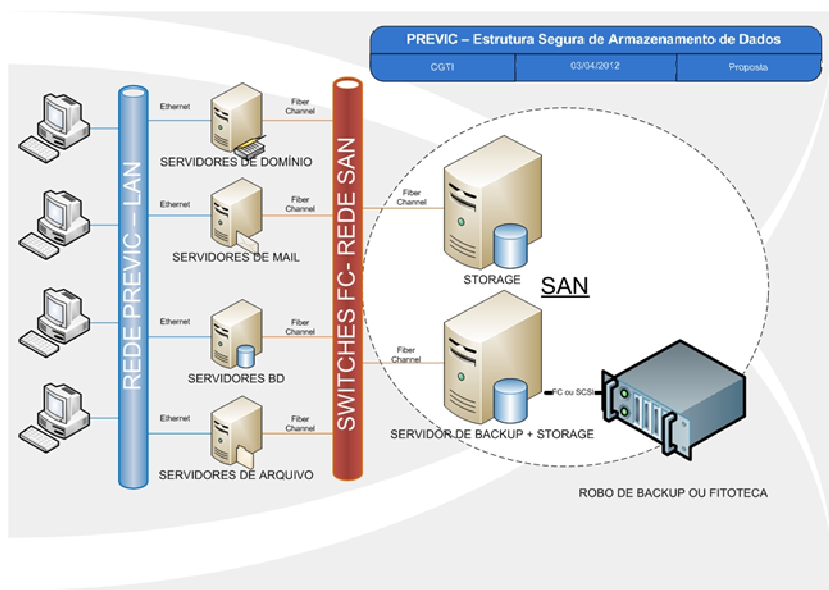 PREVIC – Estrutura Segura de Armazenamento de Dados
CGTI
03/04/2012
Proposta
Ethernet
Fiber
Channel
SERVIDORES DE DOMÍNIO
Ethernet
Fiber
Channel
SERVIDORES DE MAIL
Ethernet
Fiber
Channel
SERVIDORES BD
Ethernet
Fiber
Channel
SERVIDORES DE ARQUIVO
REDE PREVIC – LAN
SWITCHES FC- REDE SAN
Fiber
Channel
STORAGE
SAN
Fiber
Channel
SERVIDOR DE BACKUP + STORAGE
FC ou SCSI
ROBO DE BACKUP OU FITOTECA